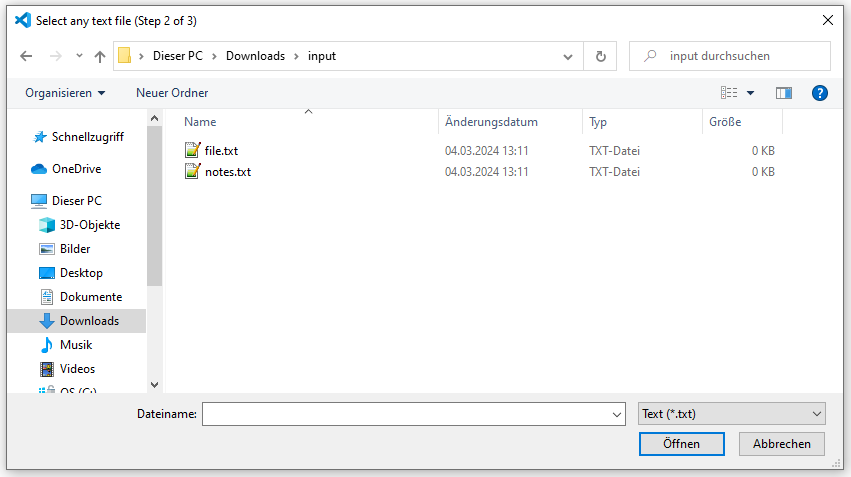 Select any text file (Step 2 of 3)
Dieser PC > Downloads > input
input durchsuchen
Organisieren
Neuer Ordner
Name
Änderungsdatum
Typ
Größe
Schnellzugriff
OneDrive
Dieser PC
3D-Objekte
Bilder
Desktop
Dokumente
Downloads
Musik
Videos
OS (C:)
file.txt 04.03.2024 13:11 TXT-Datei 0 KB
notes.txt 04.03.2024 13:11 TXT-Datei 0 KB
Dateiname:
Text (*.txt)
Öffnen
Abbrechen